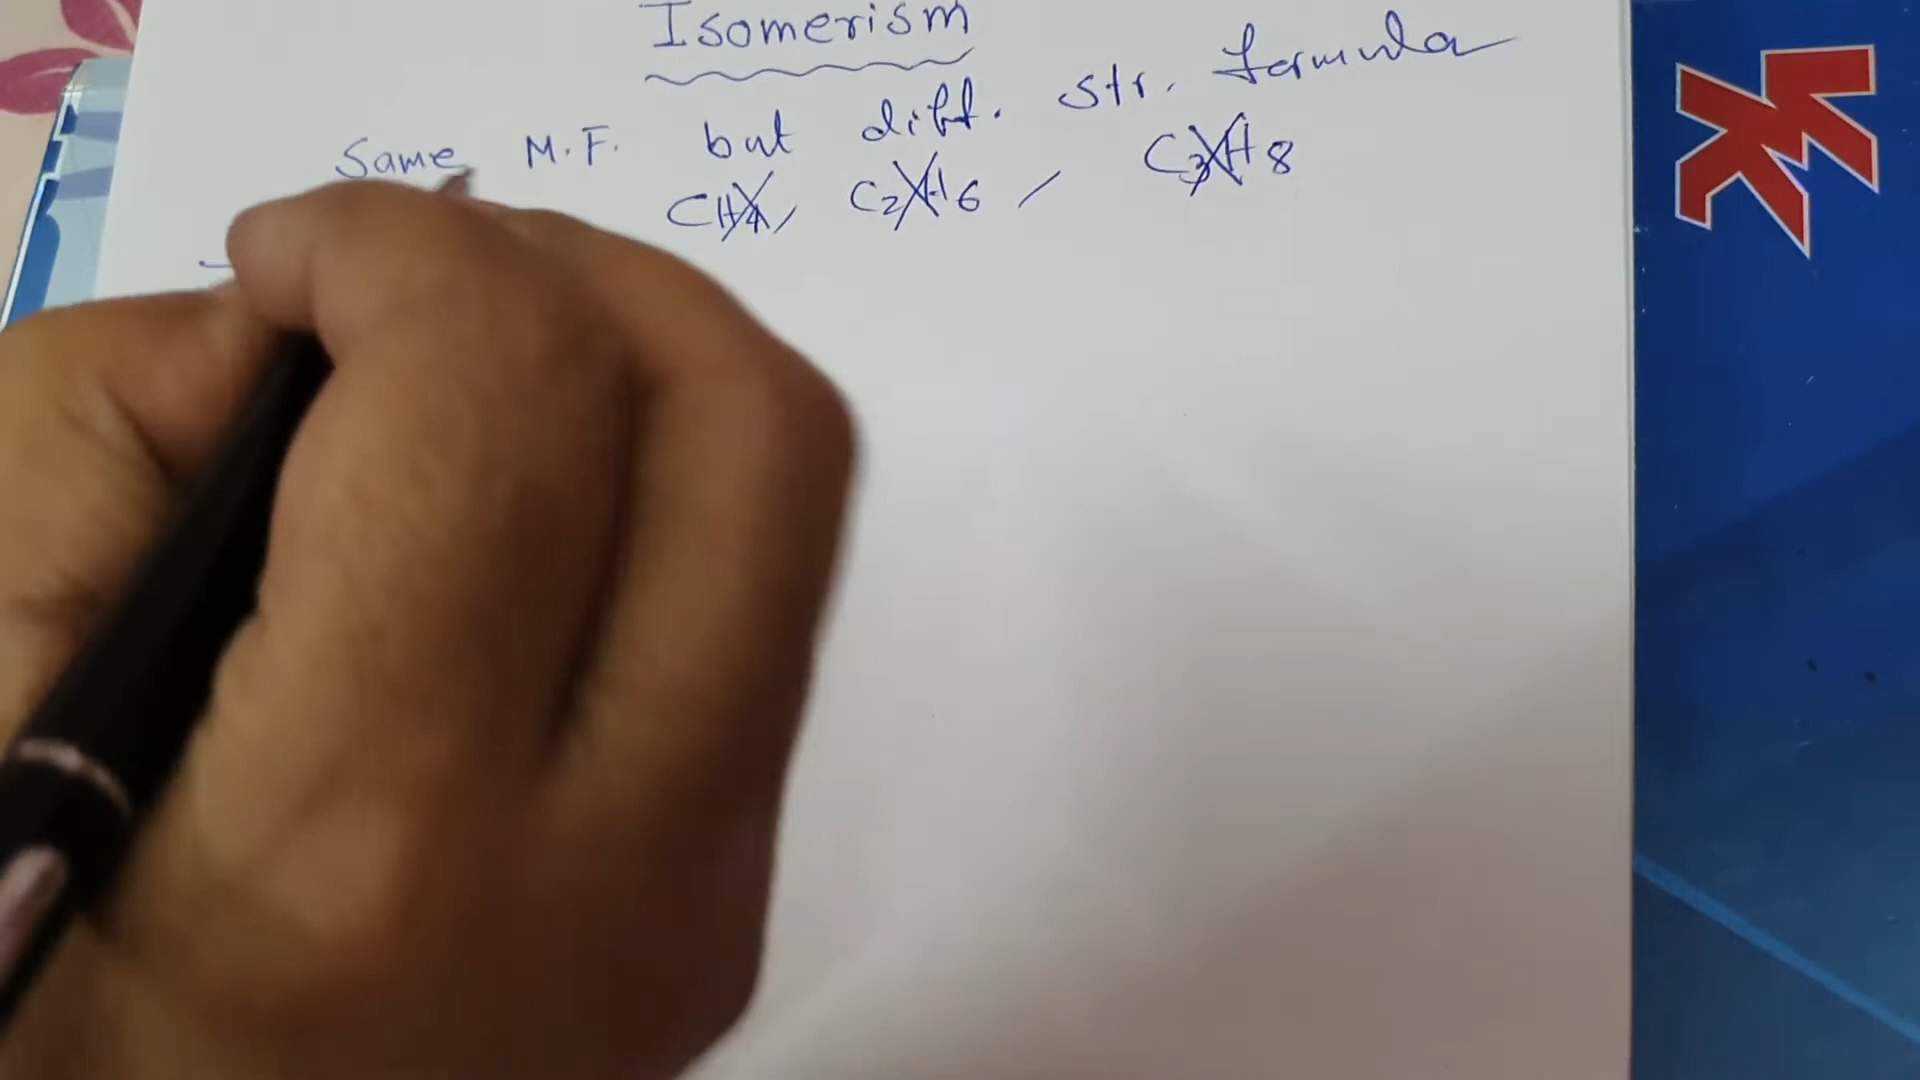 Isomerism
Same M.F. but diff. str. formula
CH4, C2H6, C3H8